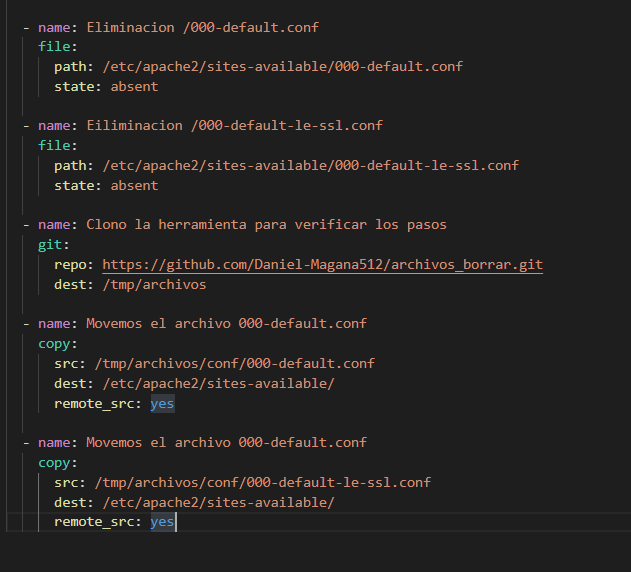 - name: Eliminacion /000-default.conf
file:
path: /etc/apache2/sites-available/000-default.conf
state: absent
- name: Eiliminacion /000-default-le-ssl.conf
file:
path: /etc/apache2/sites-available/000-default-le-ssl.conf
state: absent
- name: Clono la herramienta para verificar los pasos
git:
repo: https://github.com/Daniel-Magana512/archivos_borrar.git
dest: /tmp/archivos
- name: Movemos el archivo 000-default.conf
copy:
src: /tmp/archivos/conf/000-default.conf
dest: /etc/apache2/sites-available/
remote_src: yes
- name: Movemos el archivo 000-default.conf
copy:
src: /tmp/archivos/conf/000-default-le-ssl.conf
dest: /etc/apache2/sites-available/
remote_src: yes